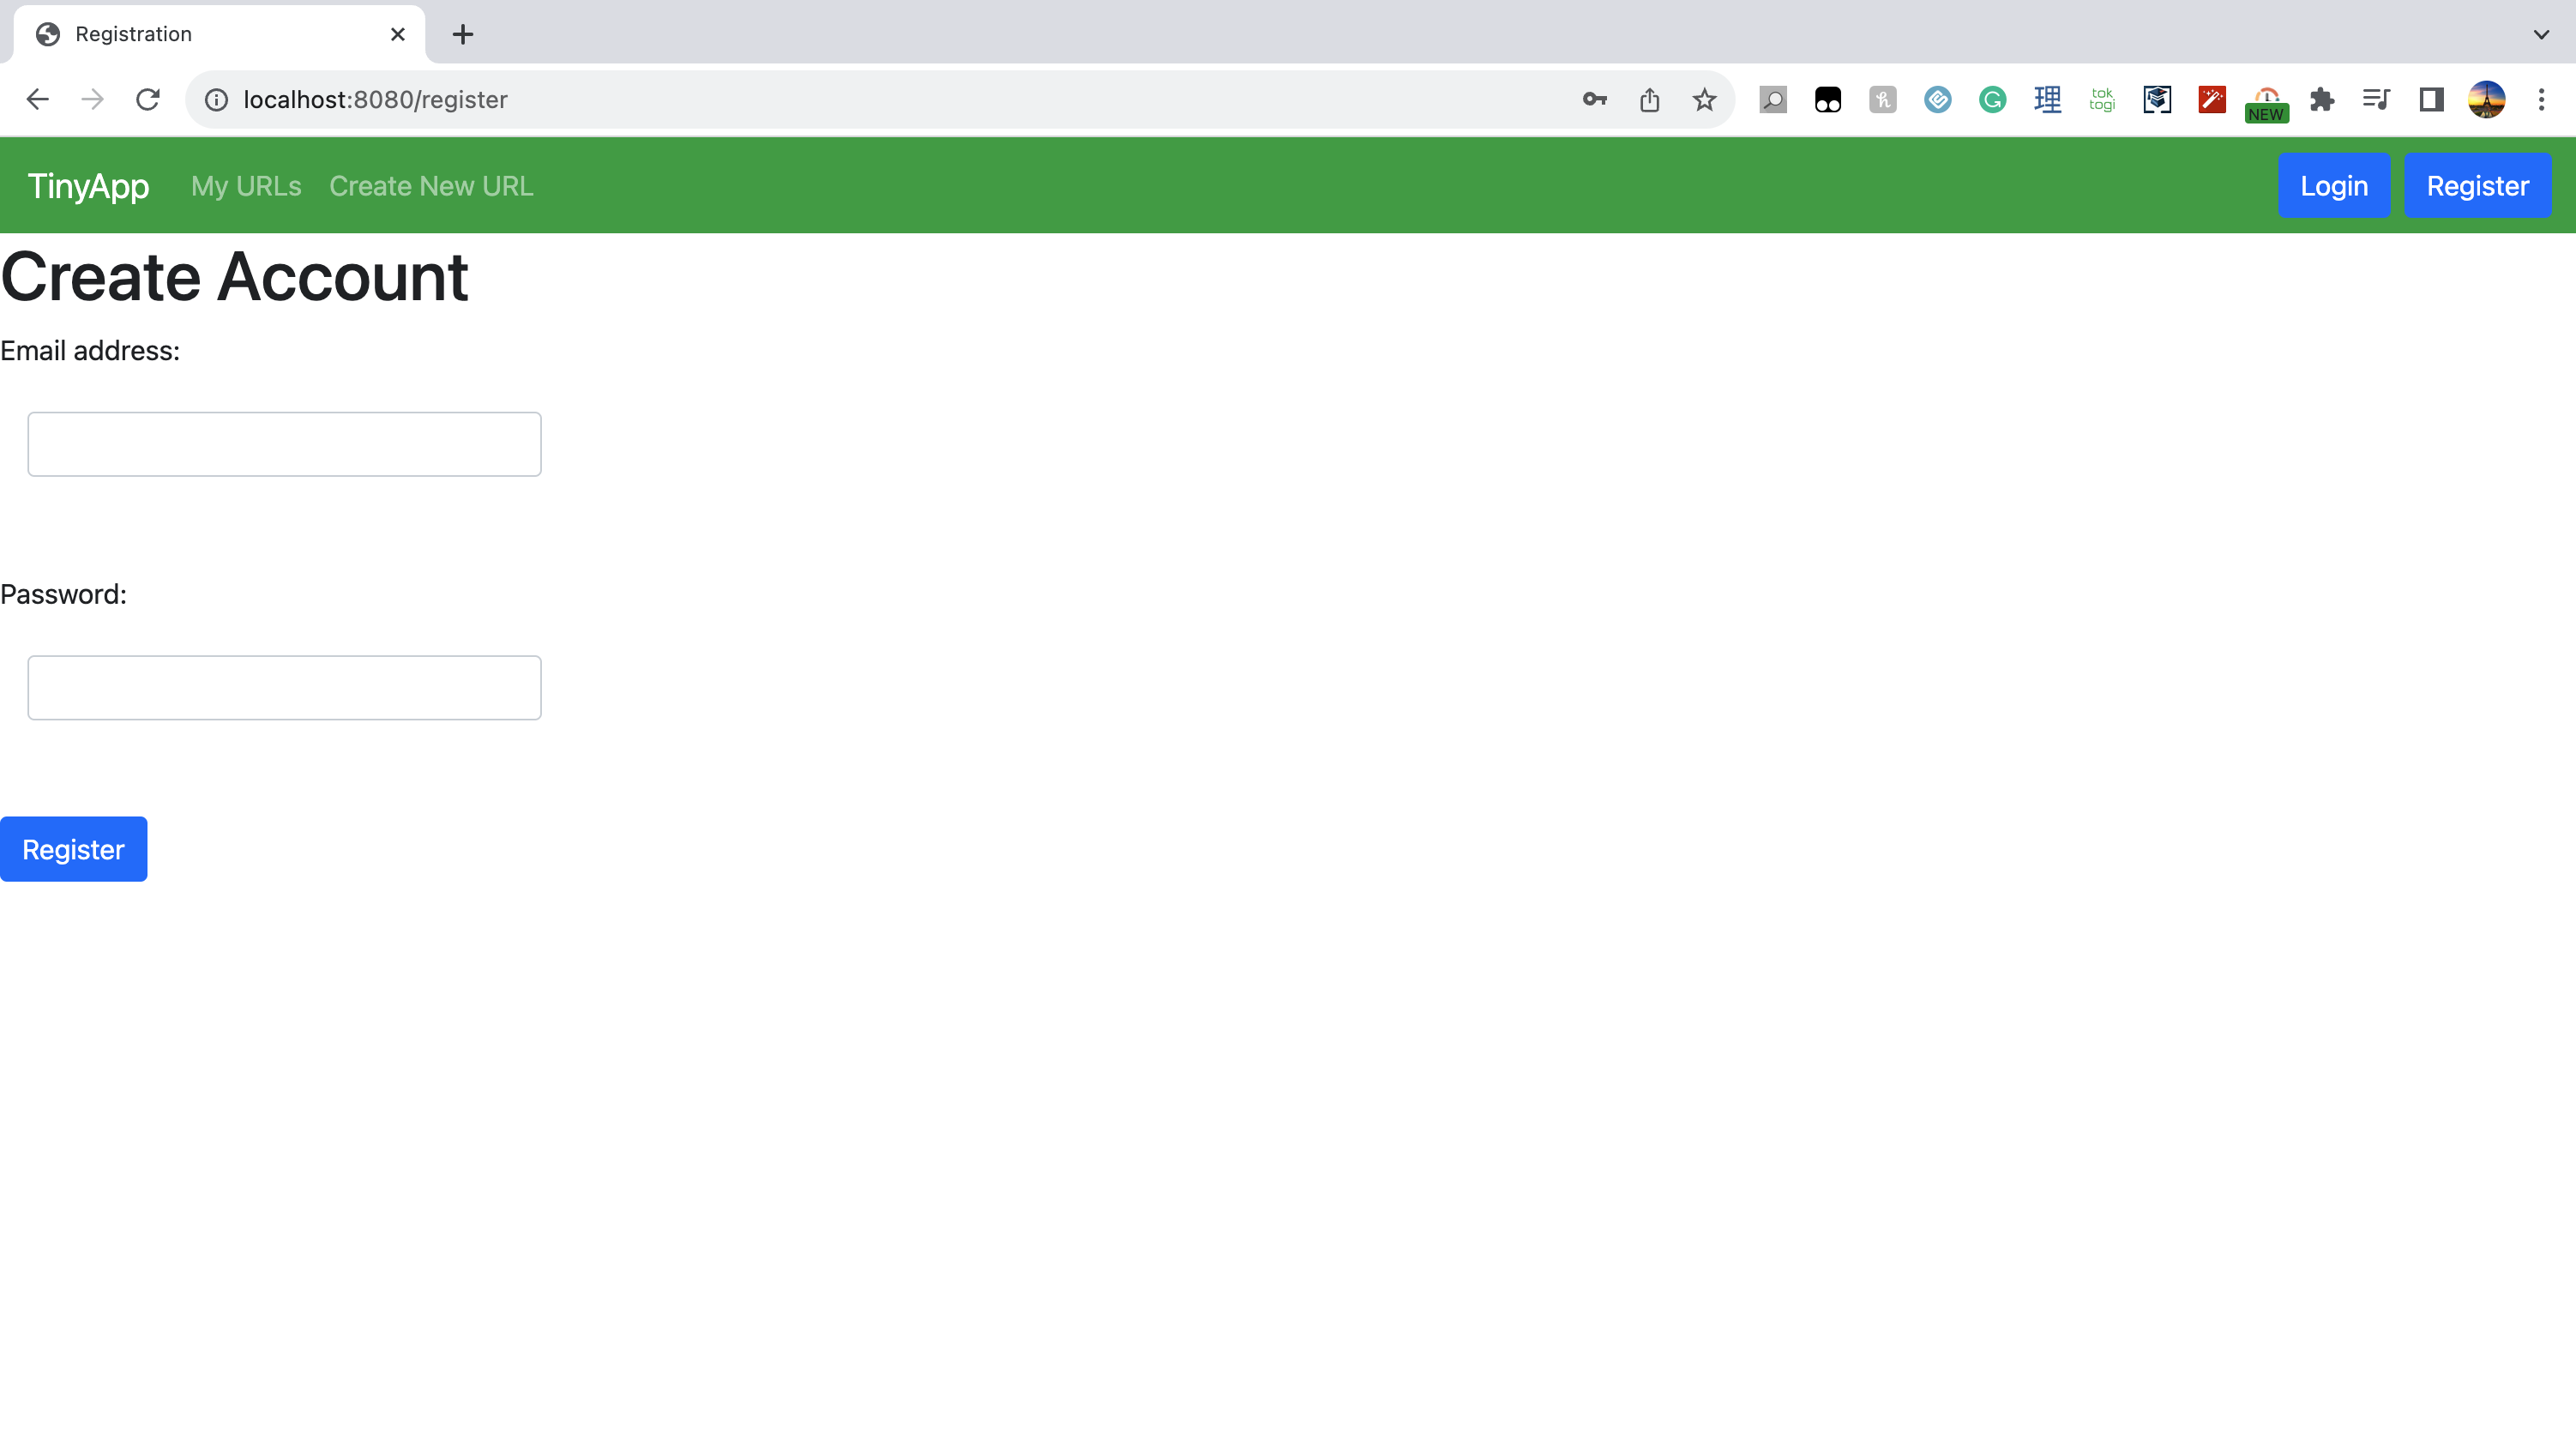 Registration
localhost:8080/register
理
tok
togi
NEW
TinyApp My URLs Create New URL Login Register
Create Account
Email address:
Password:
Register